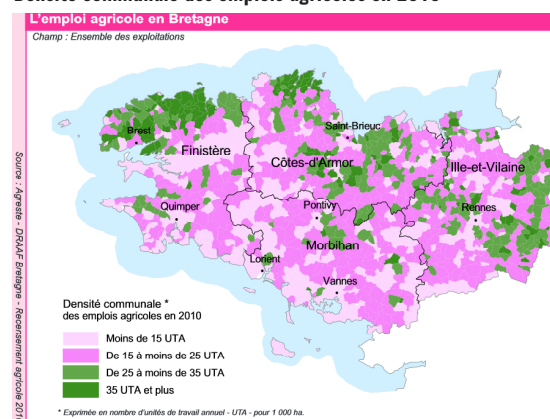 L'emploi agricole en Bretagne
Champ : Ensemble des exploitations
Brest
Saint-Brieuc
Finistère
Côtes-d'Armor
Ille-et-Vilaine
Quimper
Pontivy
Rennes
Morbihan
Lorient
Vannes
Source : Agreste - DRAAF Bretagne - Recensement agricole
Densité communale *
des emplois agricoles en 2010
Moins de 15 UTA
De 15 à moins de 25 UTA
De 25 à moins de 35 UTA
35 UTA et plus
* Exprimée en nombre d'unités de travail annuel - UTA - pour 1 000 ha.